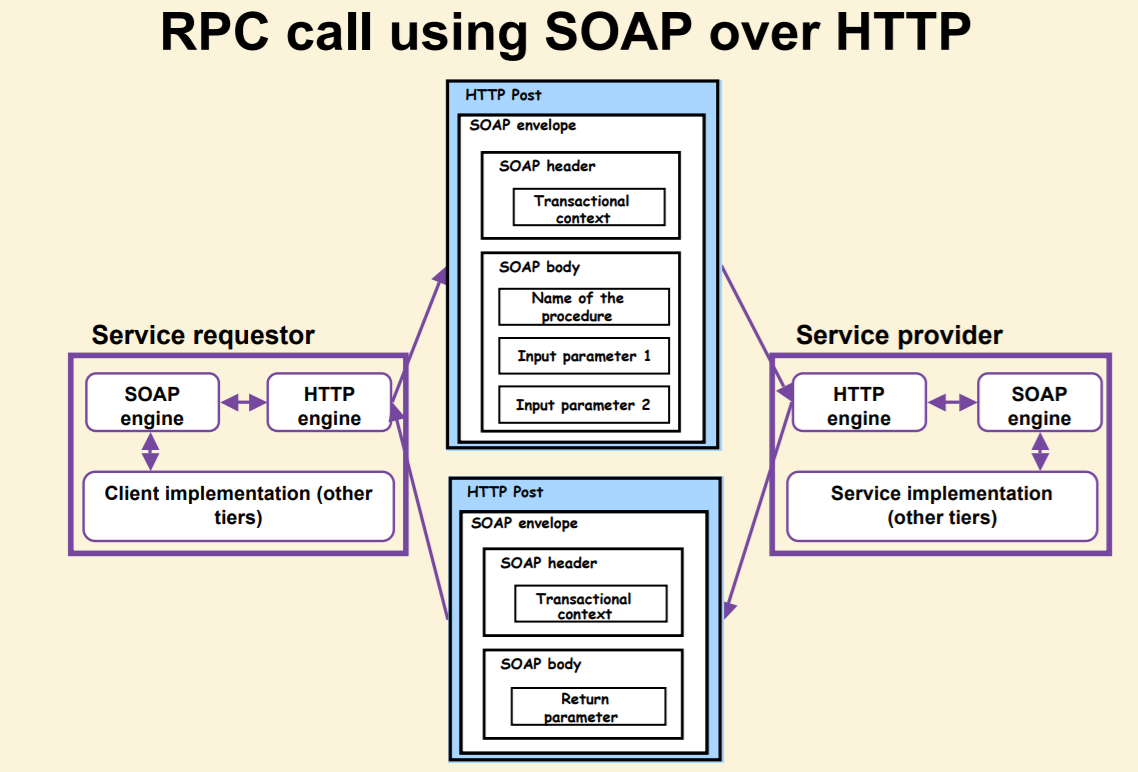 RPC call using SOAP over HTTP
HTTP Post
SOAP envelope
SOAP header
Transactional
context
SOAP body
Name of the
procedure
Input parameter 1
Input parameter 2
Service requestor
SOAP
engine
HTTP
engine
Client implementation (other
tiers)
Service provider
HTTP
engine
SOAP
engine
Service implementation
(other tiers)
HTTP Post
SOAP envelope
SOAP header
Transactional
context
SOAP body
Return
parameter